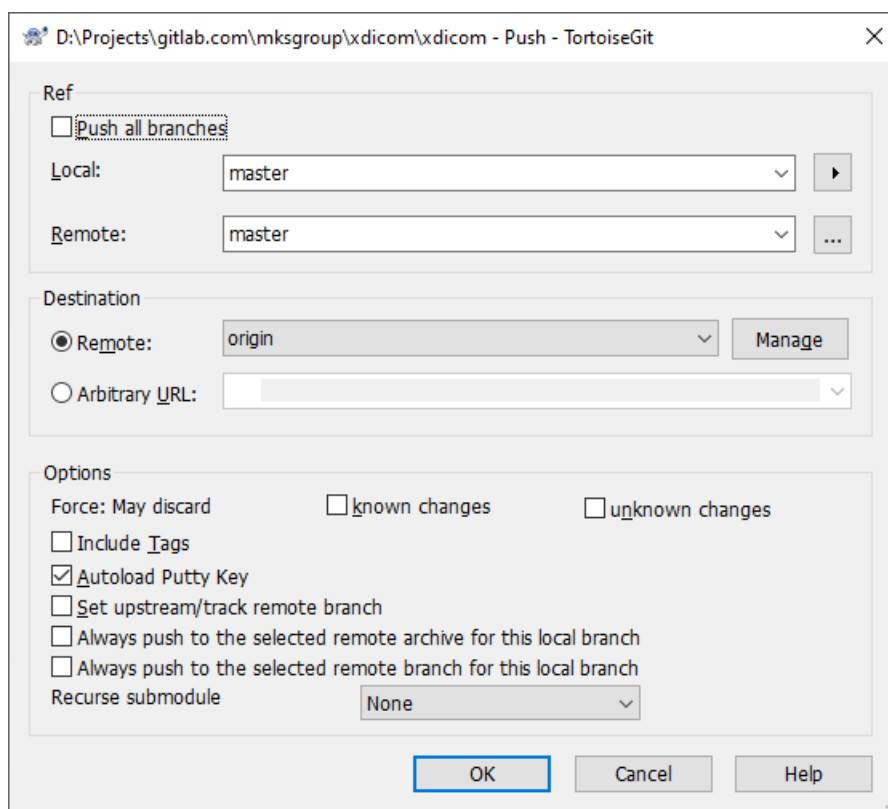 D:\Projects\gitlab.com\mksgroup\xdicom\xdicom - Push - TortoiseGit
Ref
Push all branches
Local:
master
Remote:
master
...
Destination
Remote:
origin
Manage
Arbitrary URL:
Options
Force: May discard
known changes
unknown changes
Include Tags
Autoload Putty Key
Set upstream/track remote branch
Always push to the selected remote archive for this local branch
Always push to the selected remote branch for this local branch
Recurse submodule
None
OK
Cancel
Help